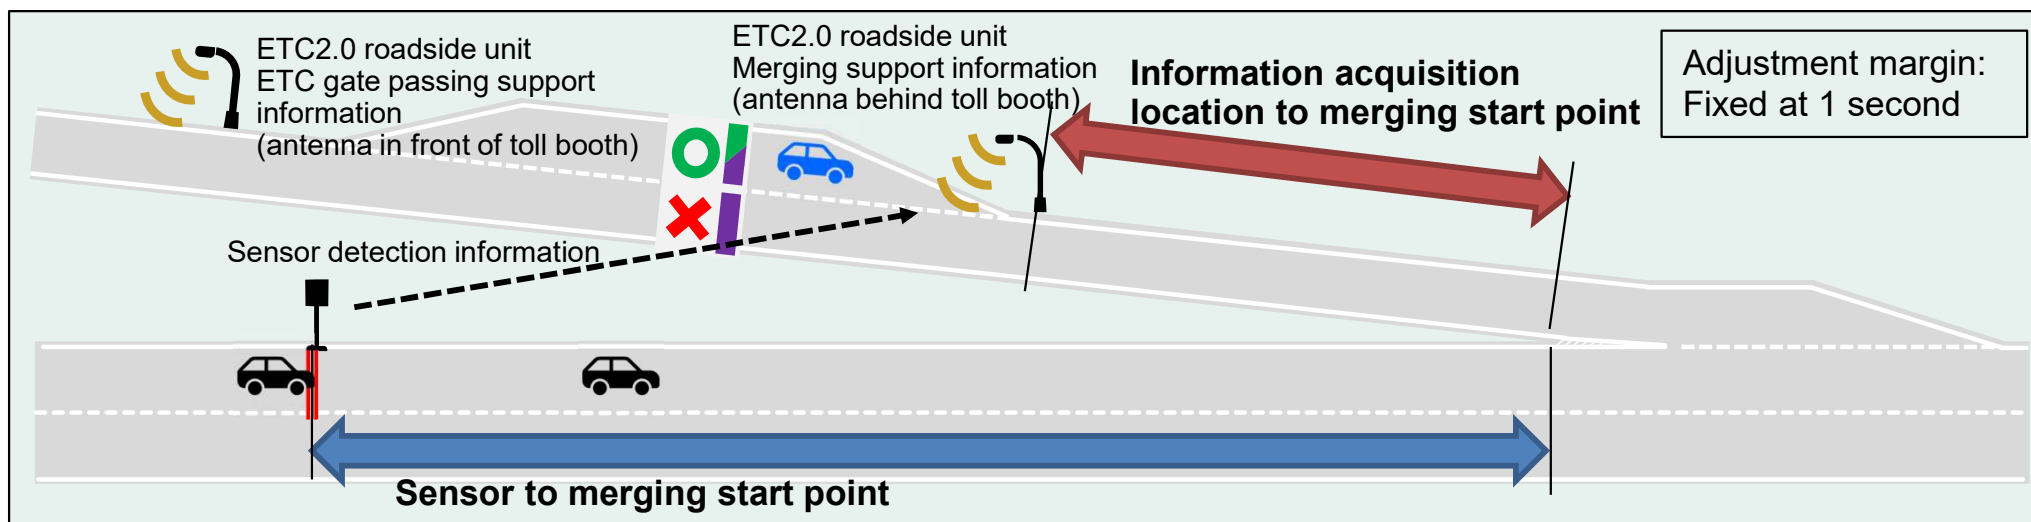 ETC2.0 roadside unit
ETC gate passing support
information
(antenna in front of toll booth)
ETC2.0 roadside unit
Merging support information
(antenna behind toll booth)
Information acquisition
location to merging start point
Adjustment margin:
Fixed at 1 second
Sensor detection information
Sensor to merging start point